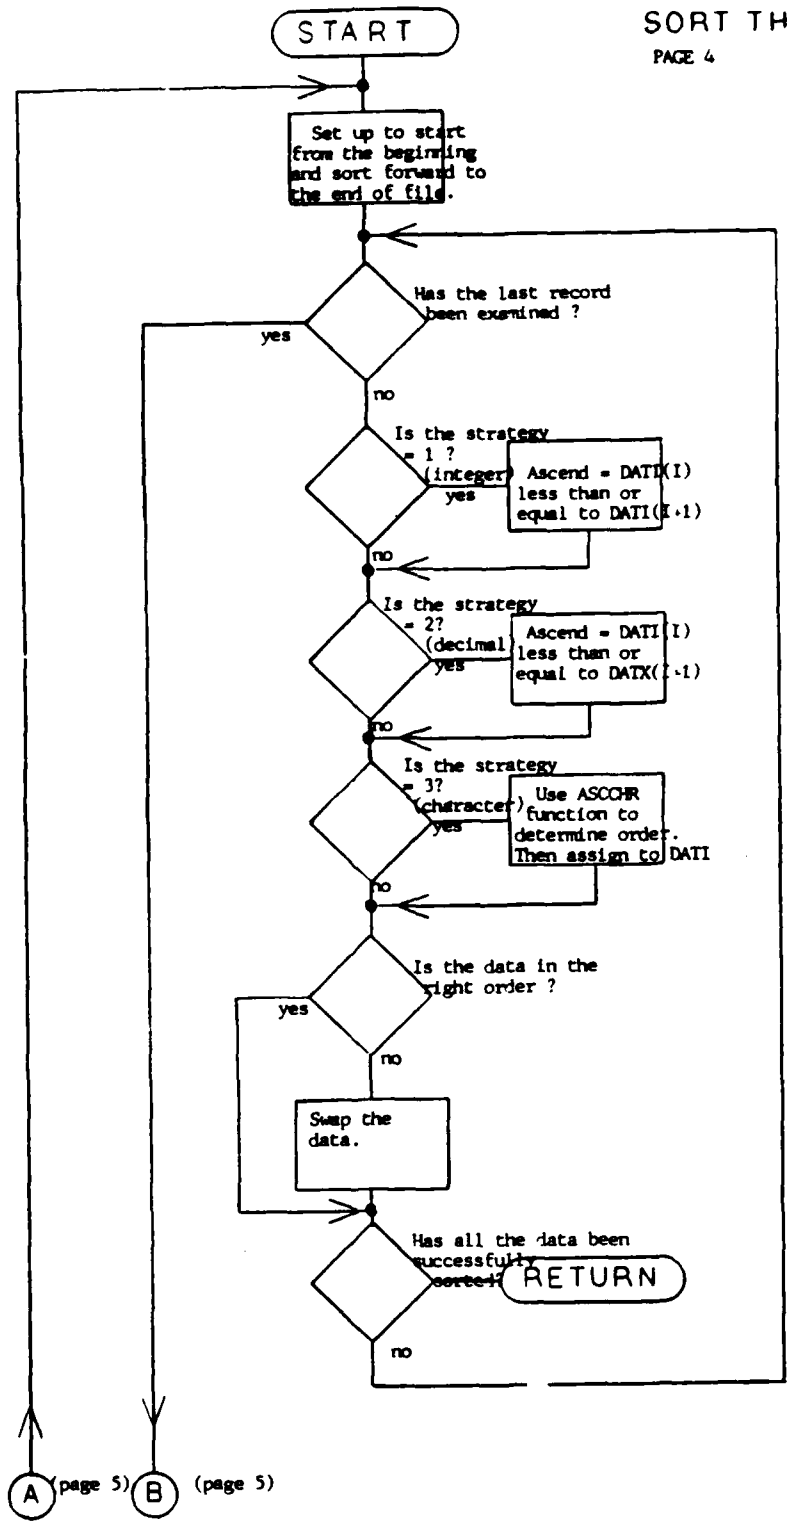 START
SORT TH
PAGE 4
Set up to start
from the beginning
and sort forward to
the end of file.
Has the last record
been examined ?
yes
no
Is the strategy
= 1 ?
(integer)
yes
Ascend = DATI(I)
less than or
equal to DATI(I+1)
no
Is the strategy
= 2?
(decimal)
yes
Ascend = DATI(I)
less than or
equal to DATX(I+1)
no
Is the strategy
= 3?
(character)
yes
Use ASCCHR
function to
determine order.
Then assign to DATI
no
Is the data in the
right order ?
yes
no
Swap the
data.
Has all the data been
successfully
sorted?
RETURN
no
A (page 5) B (page 5)